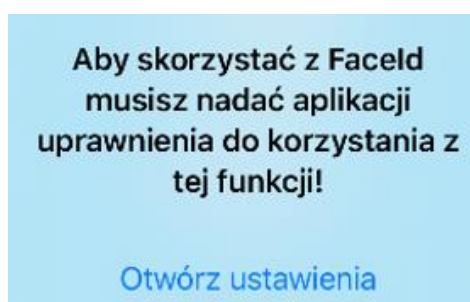 Aby skorzystać z FaceId
musisz nadać aplikacji
uprawnienia do korzystania z
tej funkcji!
Otwórz ustawienia